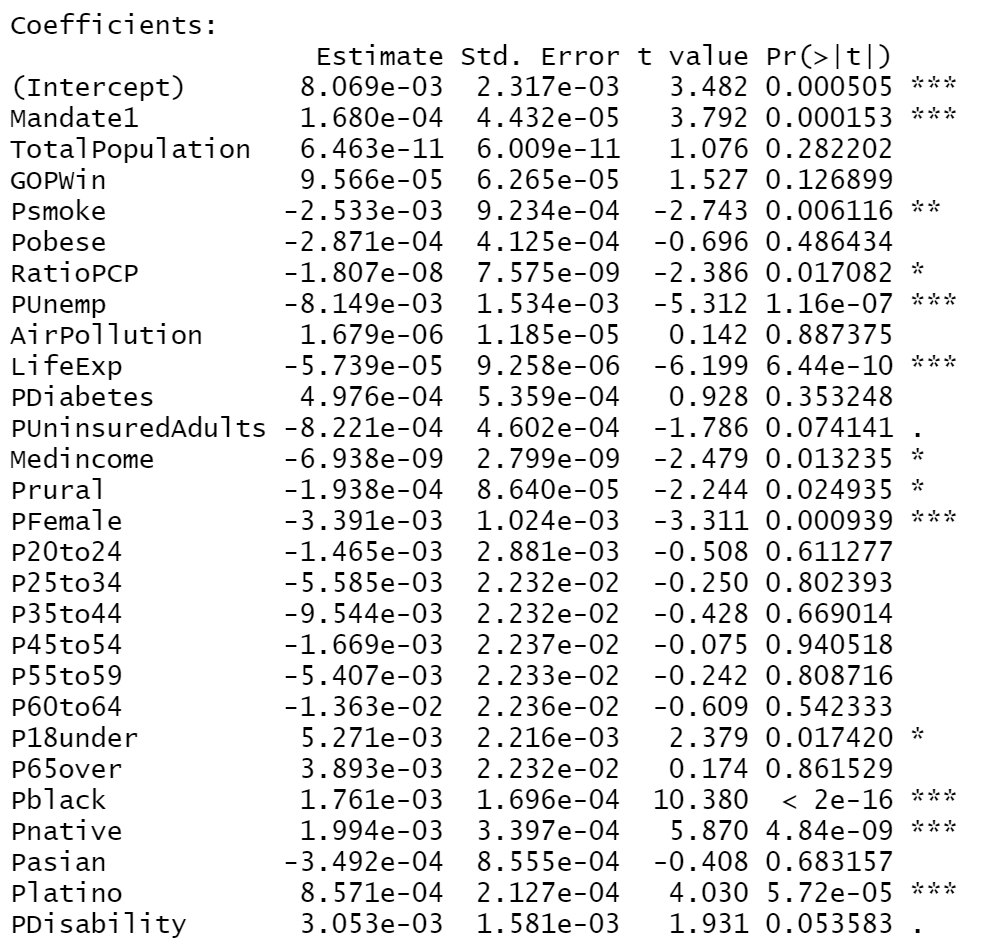 Coefficients:
Estimate Std. Error t value Pr(>|t|)
(Intercept) 8.069e-03 2.317e-03 3.482 0.000505 ***
Mandate1 1.680e-04 4.432e-05 3.792 0.000153 ***
TotalPopulation 6.463e-11 6.009e-11 1.076 0.282202
GOPWin 9.566e-05 6.265e-05 1.527 0.126899
Psmoke -2.533e-03 9.234e-04 -2.743 0.006116 **
Pobese -2.871e-04 4.125e-04 -0.696 0.486434
RatioPCP -1.807e-08 7.575e-09 -2.386 0.017082 *
PUnemp -8.149e-03 1.534e-03 -5.312 1.16e-07 ***
AirPollution 1.679e-06 1.185e-05 0.142 0.887375
LifeExp -5.739e-05 9.258e-06 -6.199 6.44e-10 ***
PDiabetes 4.976e-04 5.359e-04 0.928 0.353248
PUninsuredAdults -8.221e-04 4.602e-04 -1.786 0.074141 .
Medincome -6.938e-09 2.799e-09 -2.479 0.013235 *
Prural -1.938e-04 8.640e-05 -2.244 0.024935 *
PFemale -3.391e-03 1.024e-03 -3.311 0.000939 ***
P20to24 -1.465e-03 2.881e-03 -0.508 0.611277
P25to34 -5.585e-03 2.232e-02 -0.250 0.802393
P35to44 -9.544e-03 2.232e-02 -0.428 0.669014
P45to54 -1.669e-03 2.237e-02 -0.075 0.940518
P55to59 -5.407e-03 2.233e-02 -0.242 0.808716
P60to64 -1.363e-02 2.236e-02 -0.609 0.542333
P18under 5.271e-03 2.216e-03 2.379 0.017420 *
P65over 3.893e-03 2.232e-02 0.174 0.861529
Pblack 1.761e-03 1.696e-04 10.380 < 2e-16 ***
Pnative 1.994e-03 3.397e-04 5.870 4.84e-09 ***
Pasian -3.492e-04 8.555e-04 -0.408 0.683157
Platino 8.571e-04 2.127e-04 4.030 5.72e-05 ***
PDisability 3.053e-03 1.581e-03 1.931 0.053583 .